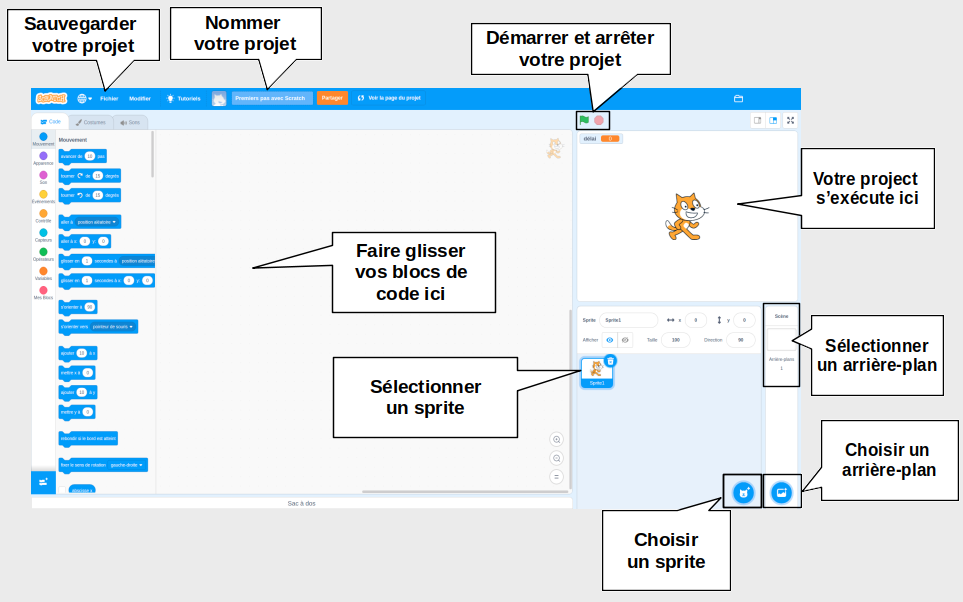 Sauvegarder
votre projet
Nommer
votre projet
Démarrer et arrêter
votre projet
Fichier Modifier Tutoriels Premiers pas avec Scratch Partager Voir la page du projet
Code Costumes Sons
Mouvement
Mouvement
Apparence
Son
Événements
Contrôle
Capteurs
Opérateurs
Variables
Mes Blocs
avancer de 10 pas
tourner de 15 degrés
tourner de 15 degrés
aller à position aléatoire
aller à x: 0 y: 0
glisser en 1 secondes à position aléatoire
glisser en 1 secondes à x: 0 y: 0
s'orienter à 90
s'orienter vers pointeur de souris
ajouter 10 à x
mettre x à 0
ajouter 10 à y
mettre y à 0
rebondir si le bord est atteint
fixer le sens de rotation gauche-droite
abscisse x
délai 0
Votre project
s'exécute ici
Faire glisser
vos blocs de
code ici
Sprite Sprite1 x 0 y 0
Afficher Taille 100 Direction 90
Scène
Arrière-plans
1
Sprite1
Sélectionner
un arrière-plan
Sélectionner
un sprite
Choisir un
arrière-plan
Sac à dos
Choisir
un sprite